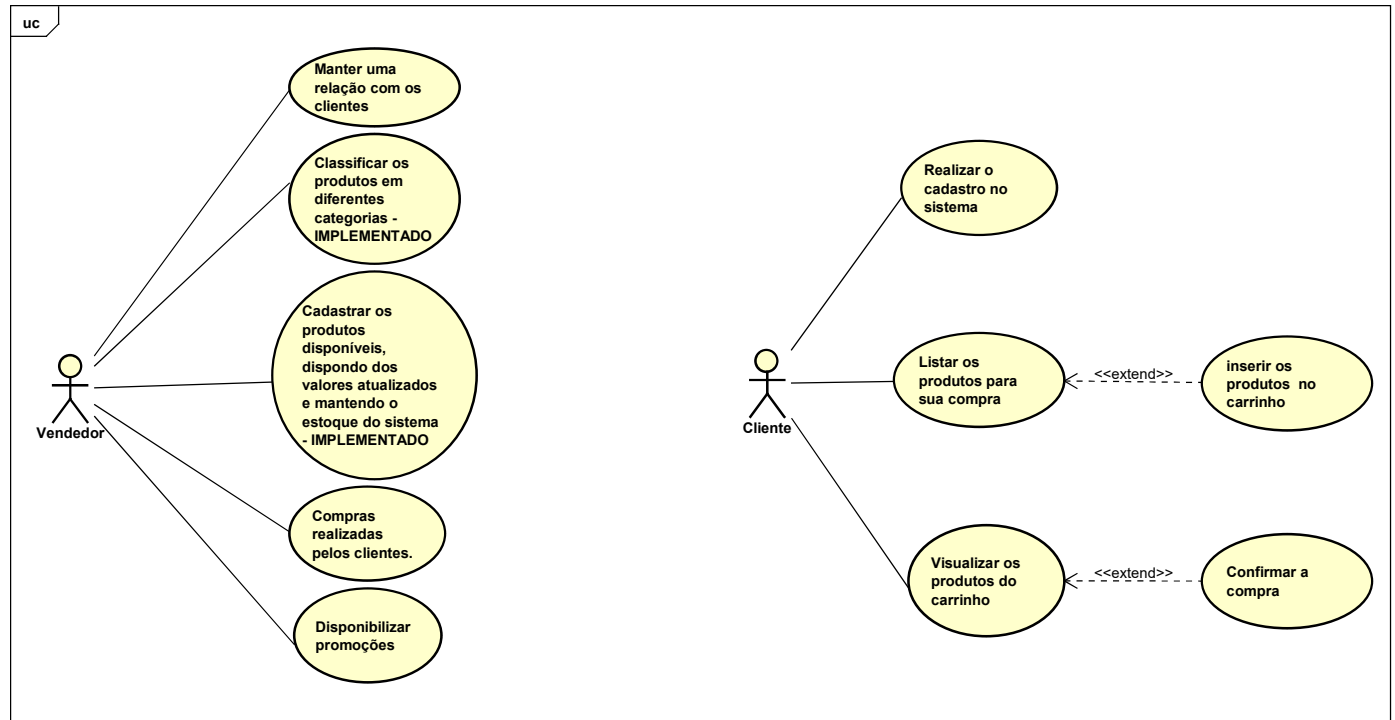 uc
Manter uma
relação com os
clientes
Classificar os
produtos em
diferentes
categorias -
IMPLEMENTADO
Cadastrar os
produtos
disponíveis,
dispondo dos
valores atualizados
e mantendo o
estoque do sistema
- IMPLEMENTADO
Vendedor
Compras
realizadas
pelos clientes.
Disponibilizar
promoções
Realizar o
cadastro no
sistema
Cliente
Listar os
produtos para
sua compra
<<extend>>
inserir os
produtos no
carrinho
Visualizar os
produtos do
carrinho
<<extend>>
Confirmar a
compra